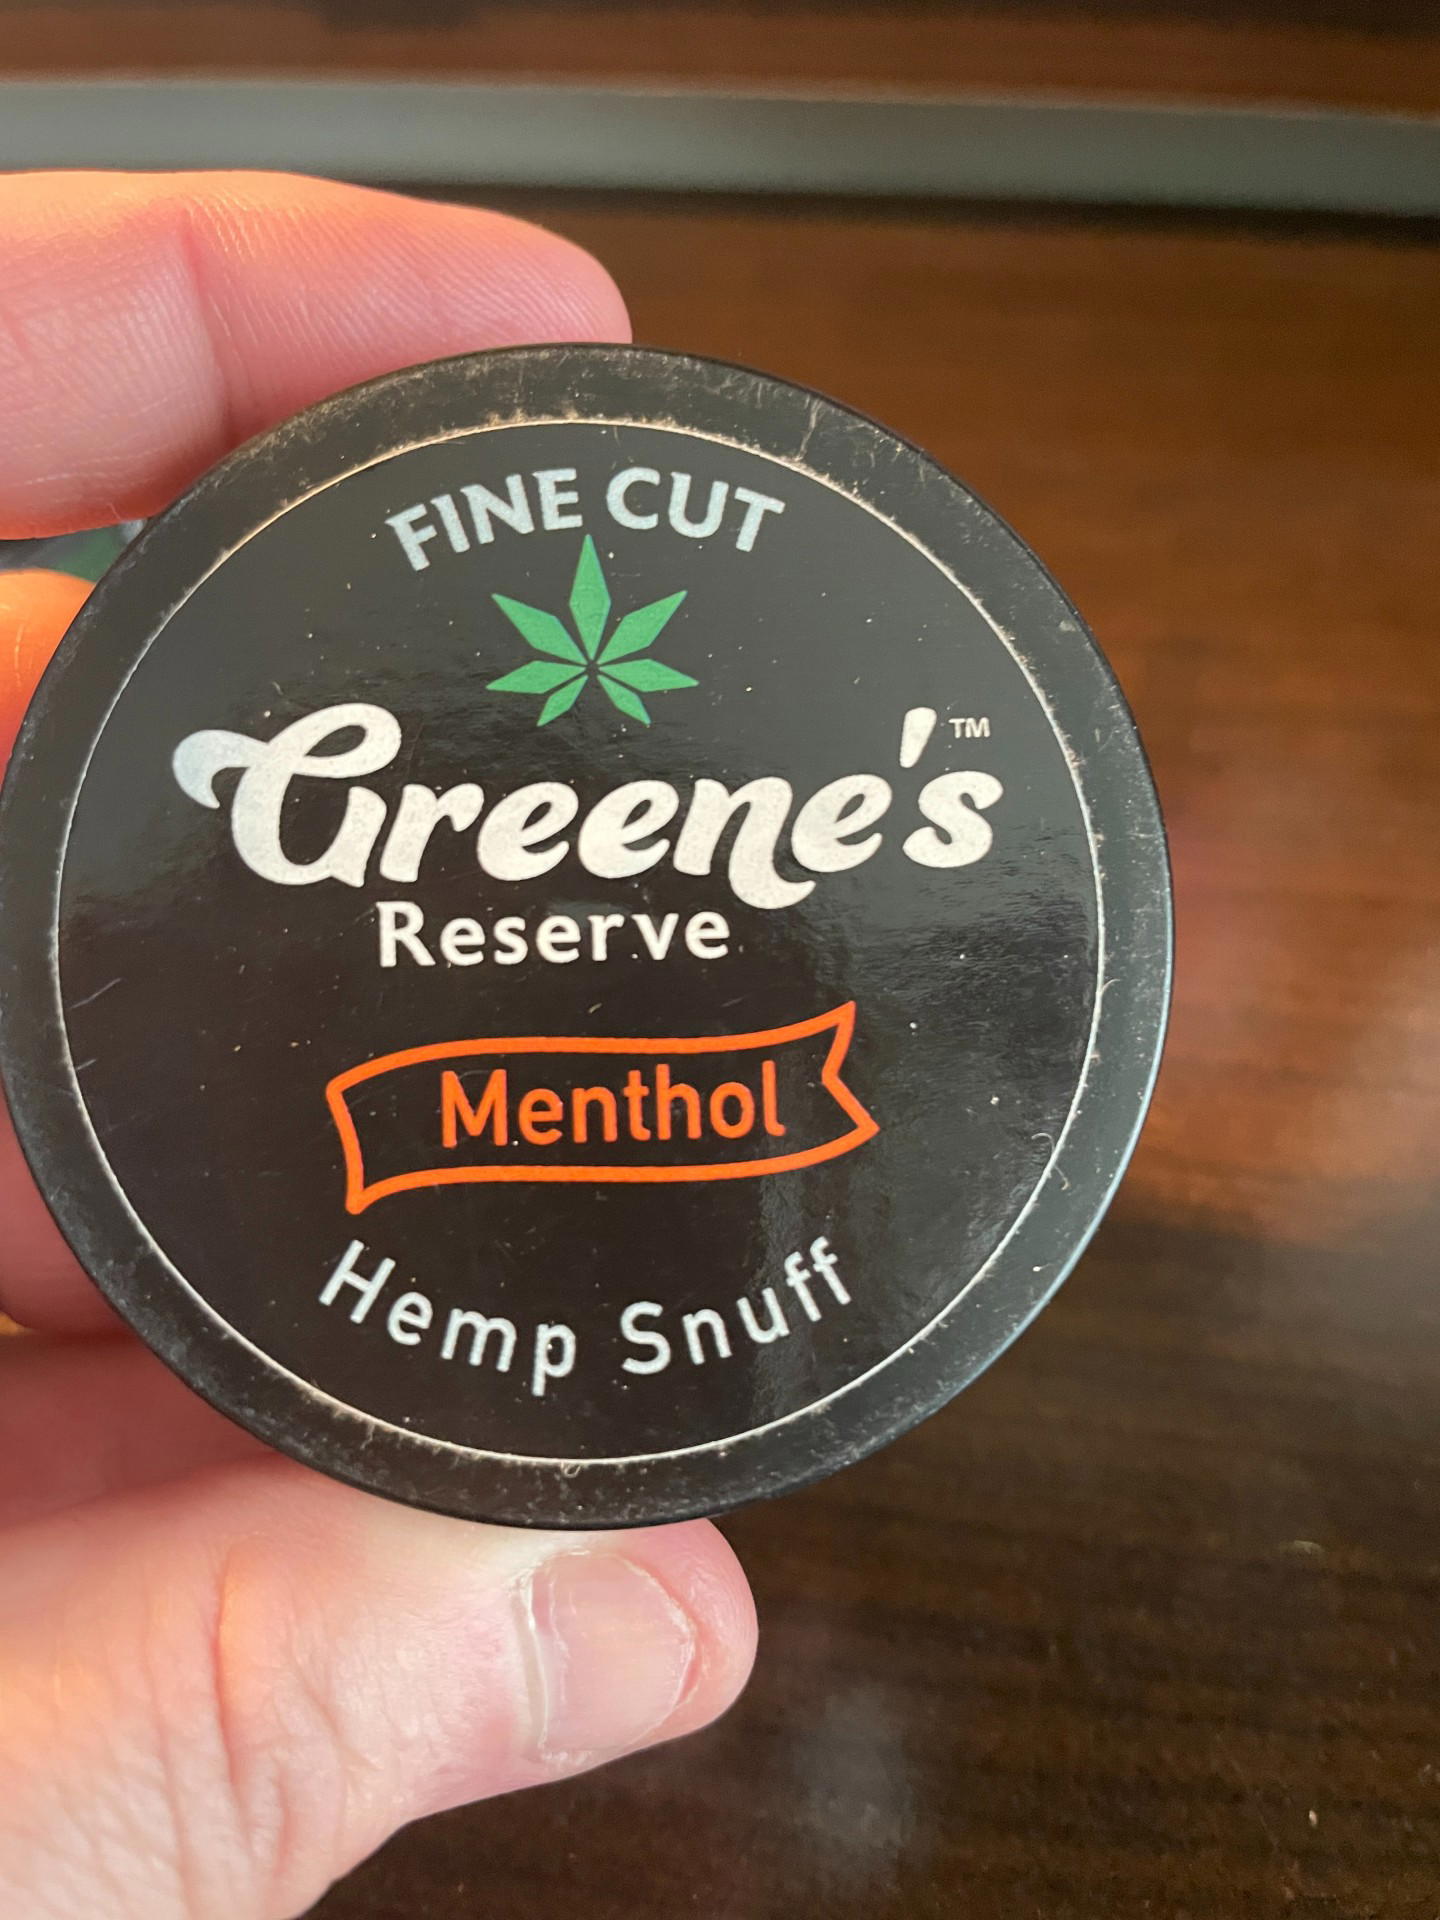 FINE CUT
Greene's™
Reserve
Menthol
Hemp Snuff